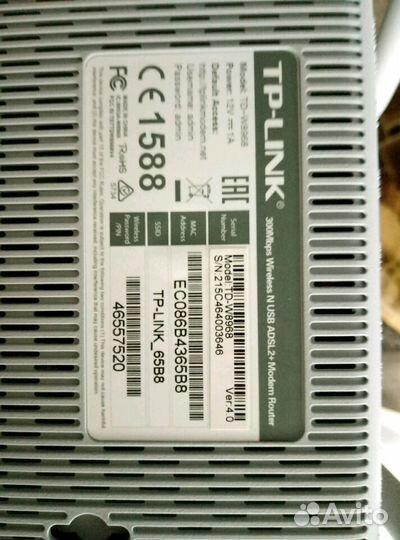 TP-LINK®
300Mbps Wireless N USB ADSL2+ Modem Router
Model: TD-W8968
Power: 12V⎓1A
Default Access:
http://tplinkmodem.net
Username: admin
Password: admin
EAC
CE 1588
FC
RoHS
Serial Number
Model:TD-W8968 Ver:4.0
S/N:215C464003646
MAC Address
EC086B4365B8
SSID
TP-LINK_65B8
Wireless Password /PIN
46557520
Avito